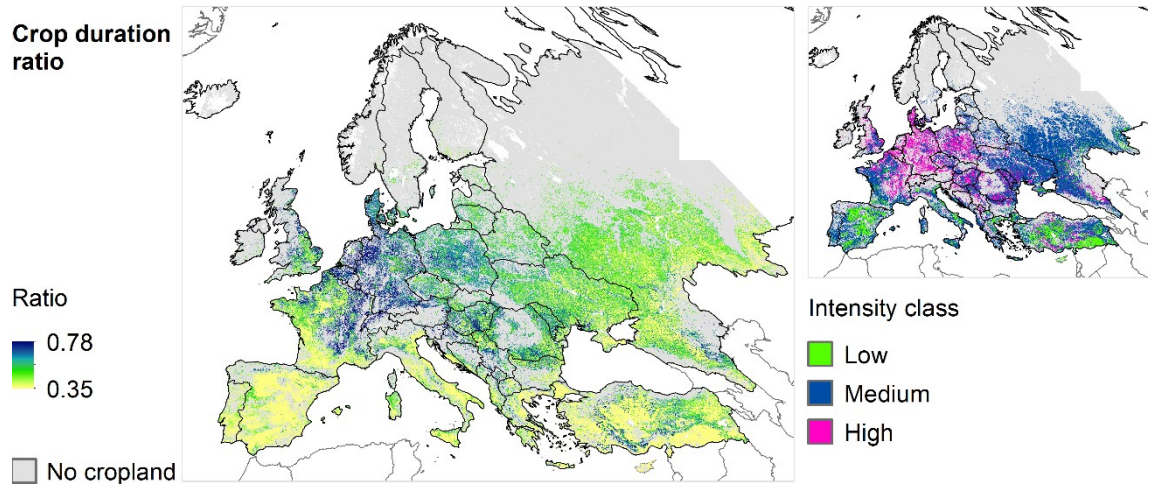 Crop duration
ratio
Ratio
0.78
0.35
No cropland
Intensity class
Low
Medium
High